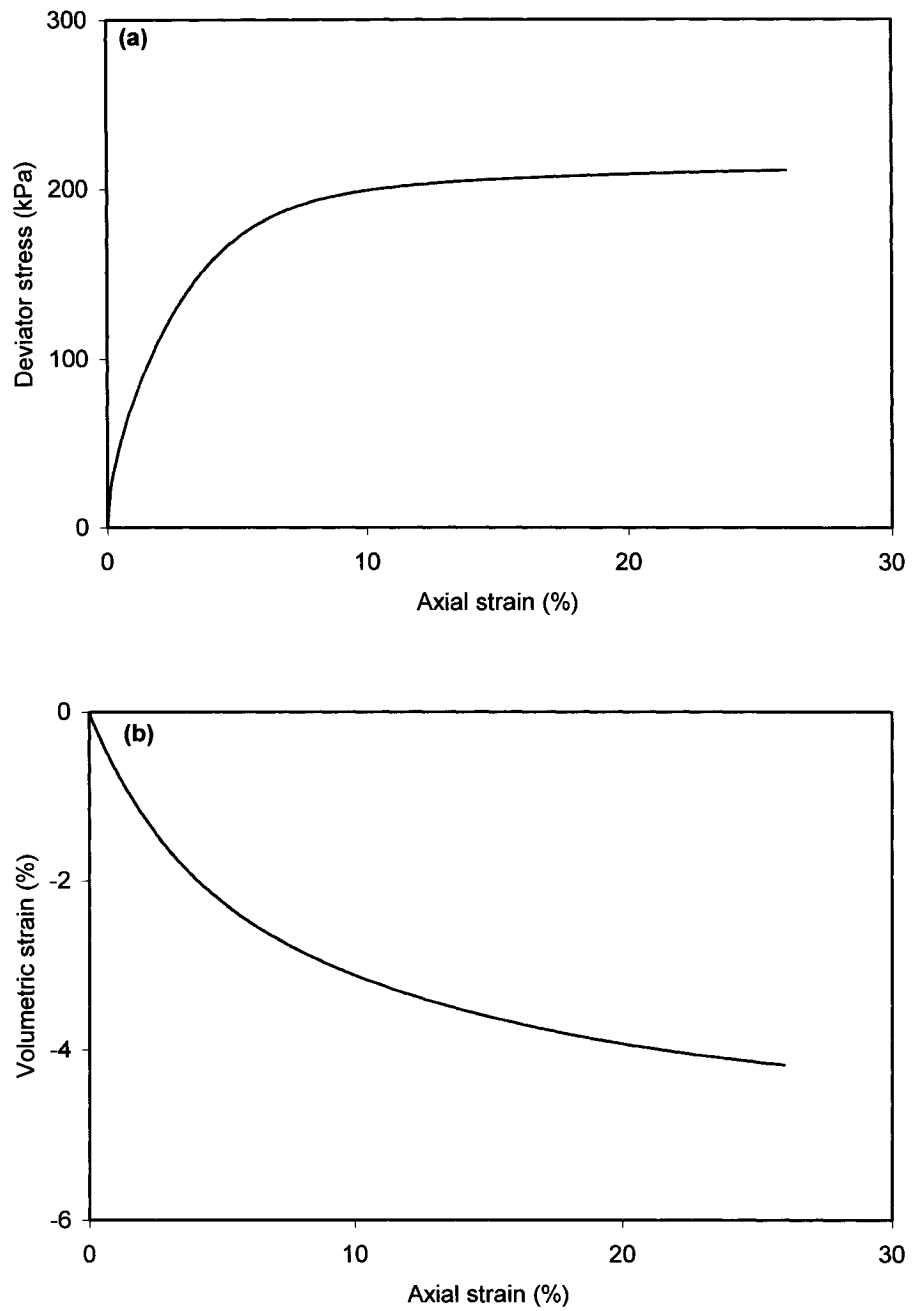 300
(a)
200
100
0
Deviator stress (kPa)
0 10 20 30
Axial strain (%)
0
(b)
-2
-4
-6
Volumetric strain (%)
0 10 20 30
Axial strain (%)